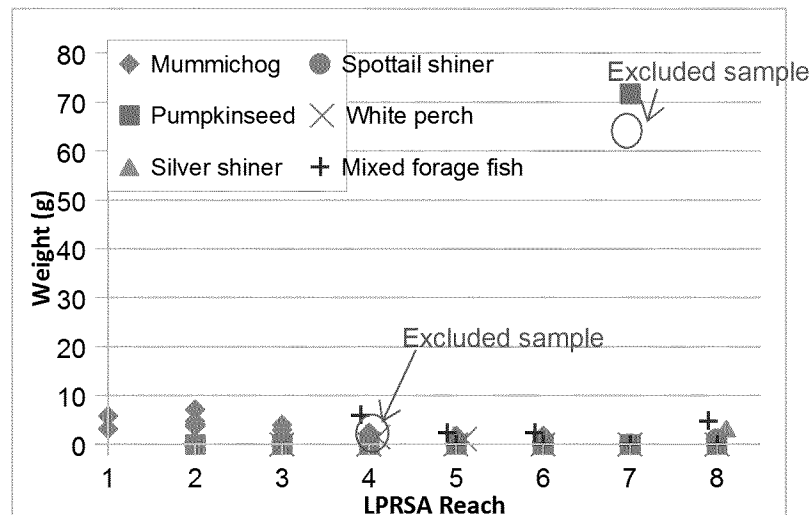 80
70
60
50
40
30
20
10
0
Weight (g)
Mummichog Spottail shiner
Pumpkinseed White perch
Silver shiner Mixed forage fish
Excluded sample
Excluded sample
1 2 3 4 5 6 7 8
LPRSA Reach